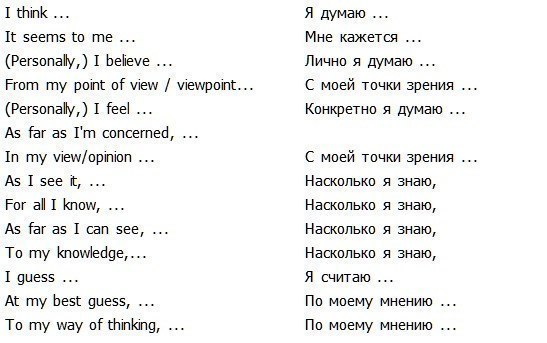 I think ... Я думаю ...
It seems to me ... Мне кажется ...
(Personally,) I believe ... Лично я думаю ...
From my point of view / viewpoint... С моей точки зрения ...
(Personally,) I feel ... Конкретно я думаю ...
As far as I'm concerned, ...
In my view/opinion ... С моей точки зрения ...
As I see it, ... Насколько я знаю,
For all I know, ... Насколько я знаю,
As far as I can see, ... Насколько я знаю,
To my knowledge,... Насколько я знаю,
I guess ... Я считаю ...
At my best guess, ... По моему мнению ...
To my way of thinking, ... По моему мнению ...